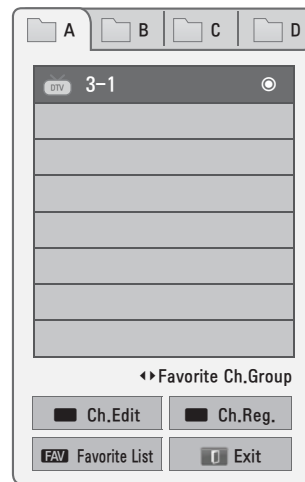 A B C D
DTV 3-1
Favorite Ch.Group
Ch.Edit Ch.Reg.
FAV Favorite List Exit